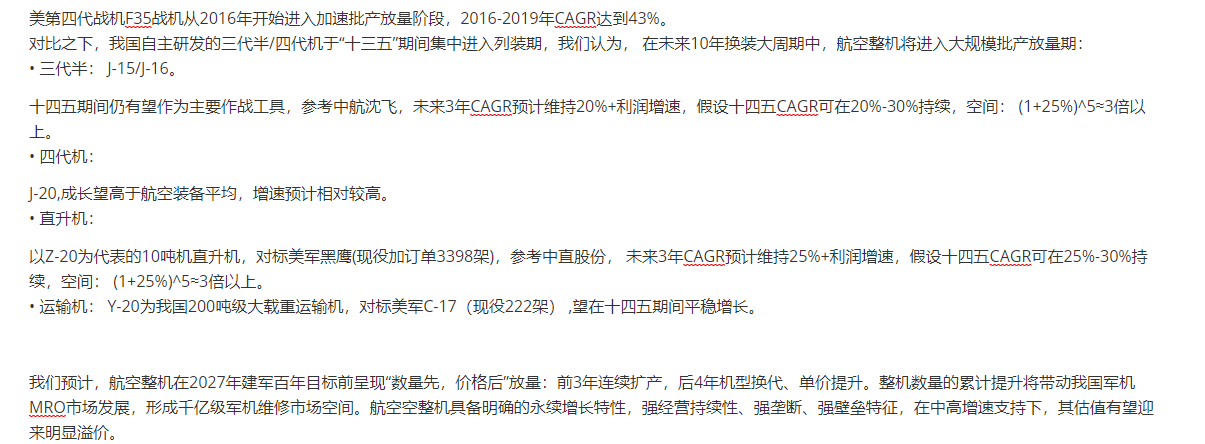 美第四代战机F35战机从2016年开始进入加速批产放量阶段，2016-2019年CAGR达到43%。
对比之下，我国自主研发的三代半/四代机于“十三五”期间集中进入列装期，我们认为， 在未来10年换装大周期中，航空整机将进入大规模批产放量期：
• 三代半： J-15/J-16。
十四五期间仍有望作为主要作战工具，参考中航沈飞，未来3年CAGR预计维持20%+利润增速，假设十四五CAGR可在20%-30%持续，空间： (1+25%)^5≈3倍以
上。
• 四代机：
J-20,成长望高于航空装备平均，增速预计相对较高。
• 直升机：
以Z-20为代表的10吨机直升机，对标美军黑鹰(现役加订单3398架)，参考中直股份， 未来3年CAGR预计维持25%+利润增速，假设十四五CAGR可在25%-30%持
续，空间： (1+25%)^5≈3倍以上。
• 运输机： Y-20为我国200吨级大载重运输机，对标美军C-17（现役222架）,望在十四五期间平稳增长。
我们预计，航空整机在2027年建军百年目标前呈现“数量先，价格后”放量：前3年连续扩产，后4年机型换代、单价提升。整机数量的累计提升将带动我国军机
MRO市场发展，形成千亿级军机维修市场空间。航空空整机具备明确的永续增长特性，强经营持续性、强垄断、强壁垒特征，在中高增速支持下，其估值有望迎
来明显溢价。